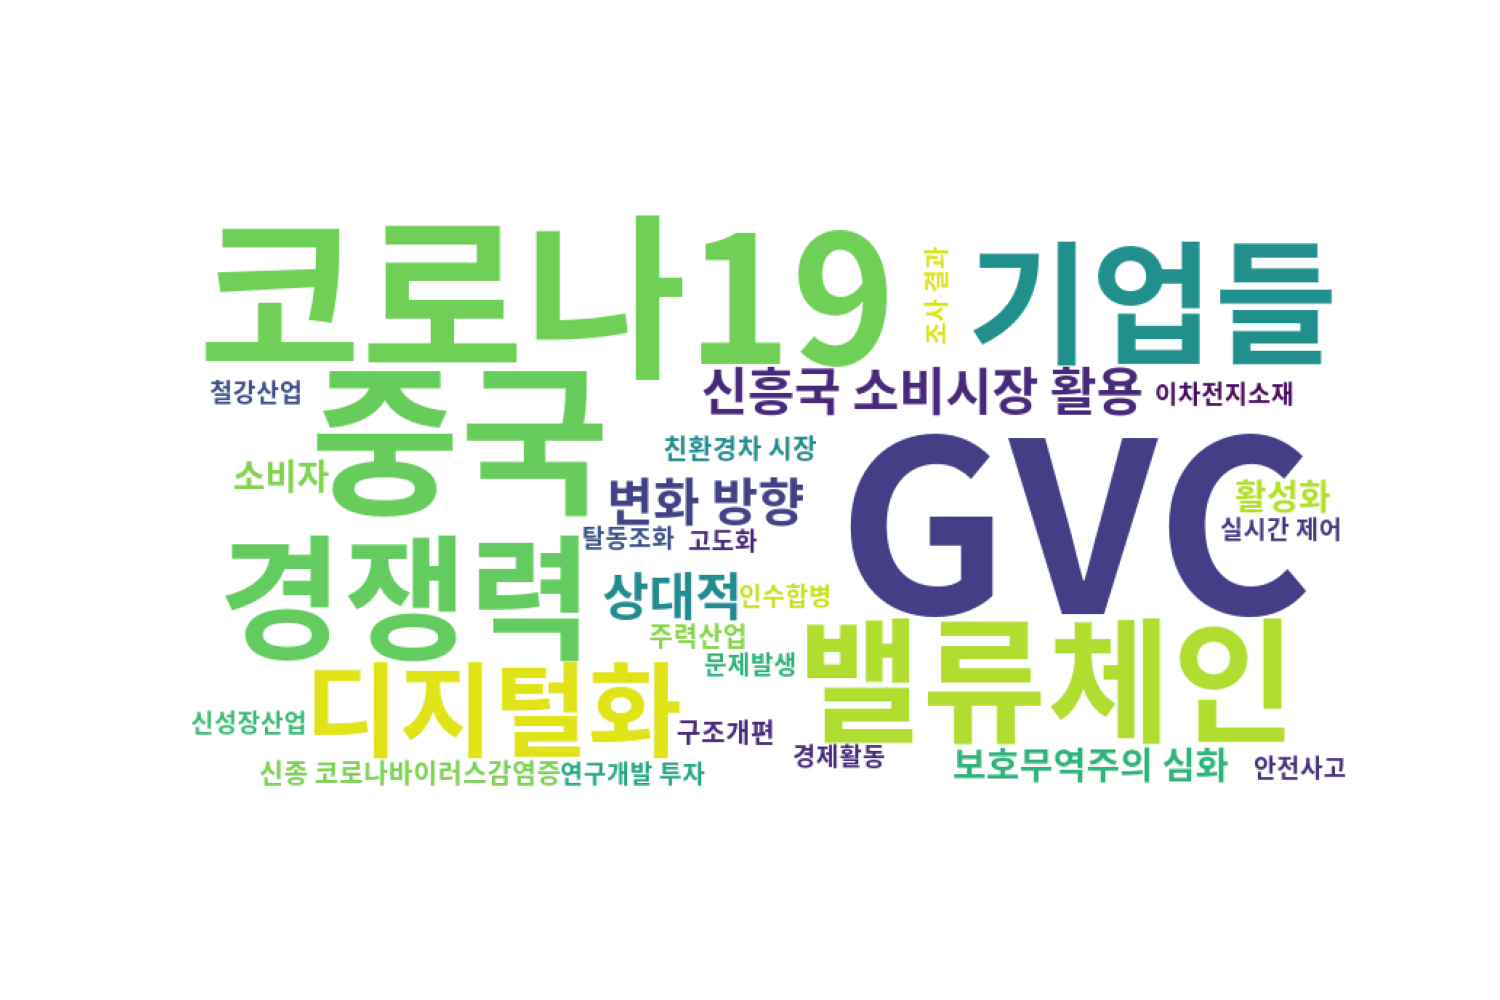 코로나19
조사 결과
기업들
철강산업
중국
신흥국 소비시장 활용
이차전지소재
소비자
친환경차 시장
GVC
활성화
변화 방향
실시간 제어
탈동조화
고도화
경쟁력
상대적
인수합병
주력산업
밸류체인
문제발생
디지털화
신성장산업
구조개편
경제활동
보호무역주의 심화
안전사고
신종 코로나바이러스감염증
연구개발 투자